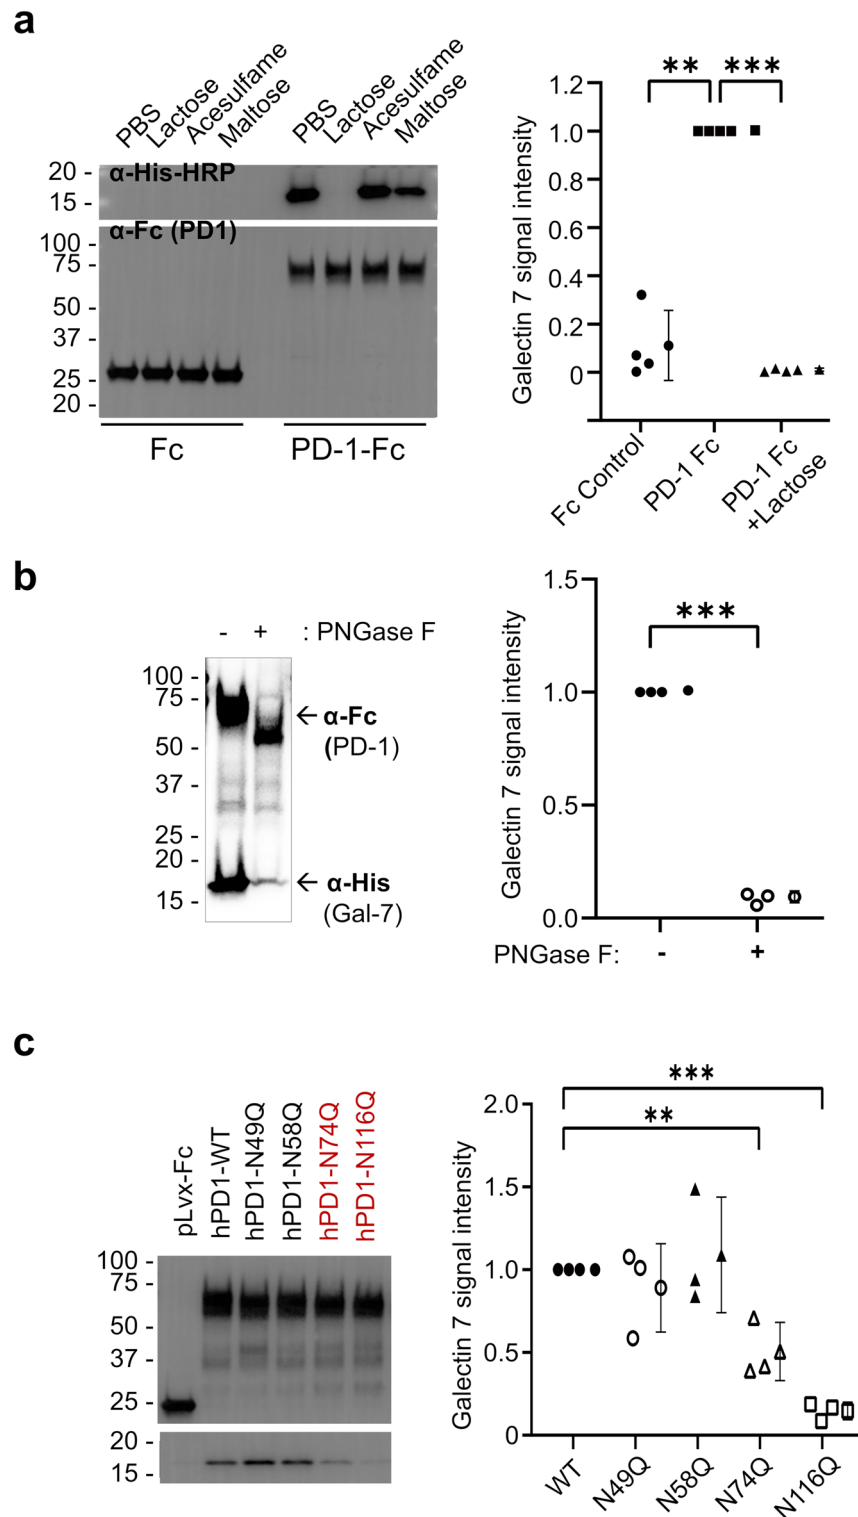 a
PBS
Lactose
Acesulfame
Maltose
PBS
Lactose
Acesulfame
Maltose
20 -
15 -
α-His-HRP
α-Fc (PD1)
100 -
75 -
50 -
37 -
25 -
20 -
Fc
PD-1-Fc
** ***
Galectin 7 signal intensity
1.2
1.0
0.8
0.6
0.4
0.2
0
Fc Control
PD-1 Fc
PD-1 Fc
+Lactose
b
- + : PNGase F
100 -
75 -
50 -
37 -
25 -
20 -
15 -
← α-Fc
(PD-1)
← α-His
(Gal-7)
***
Galectin 7 signal intensity
1.5
1.0
0.5
0.0
PNGase F: - +
c
pLvx-Fc
hPD1-WT
hPD1-N49Q
hPD1-N58Q
hPD1-N74Q
hPD1-N116Q
100 -
75 -
50 -
37 -
25 -
20 -
15 -
***
**
Galectin 7 signal intensity
2.0
1.5
1.0
0.5
0
WT
N49Q
N58Q
N74Q
N116Q